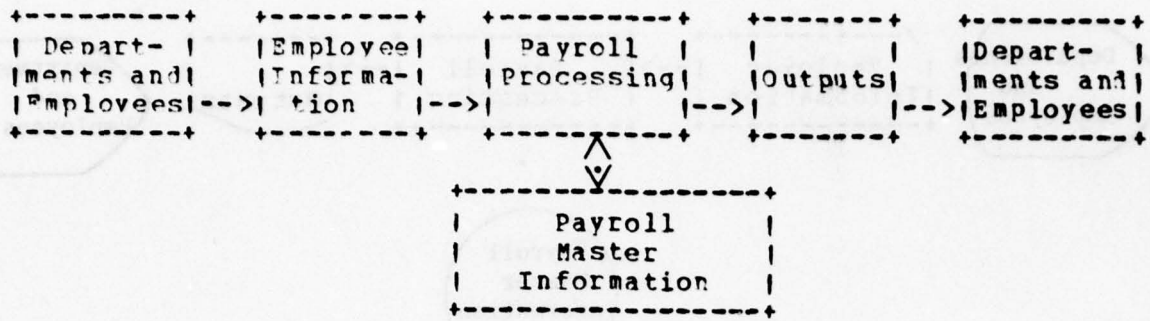 Depart-
ments and
Employees
Employee
Informa-
tion
Payroll
Processing
Outputs
Depart-
ments and
Employees
Payroll
Master
Information